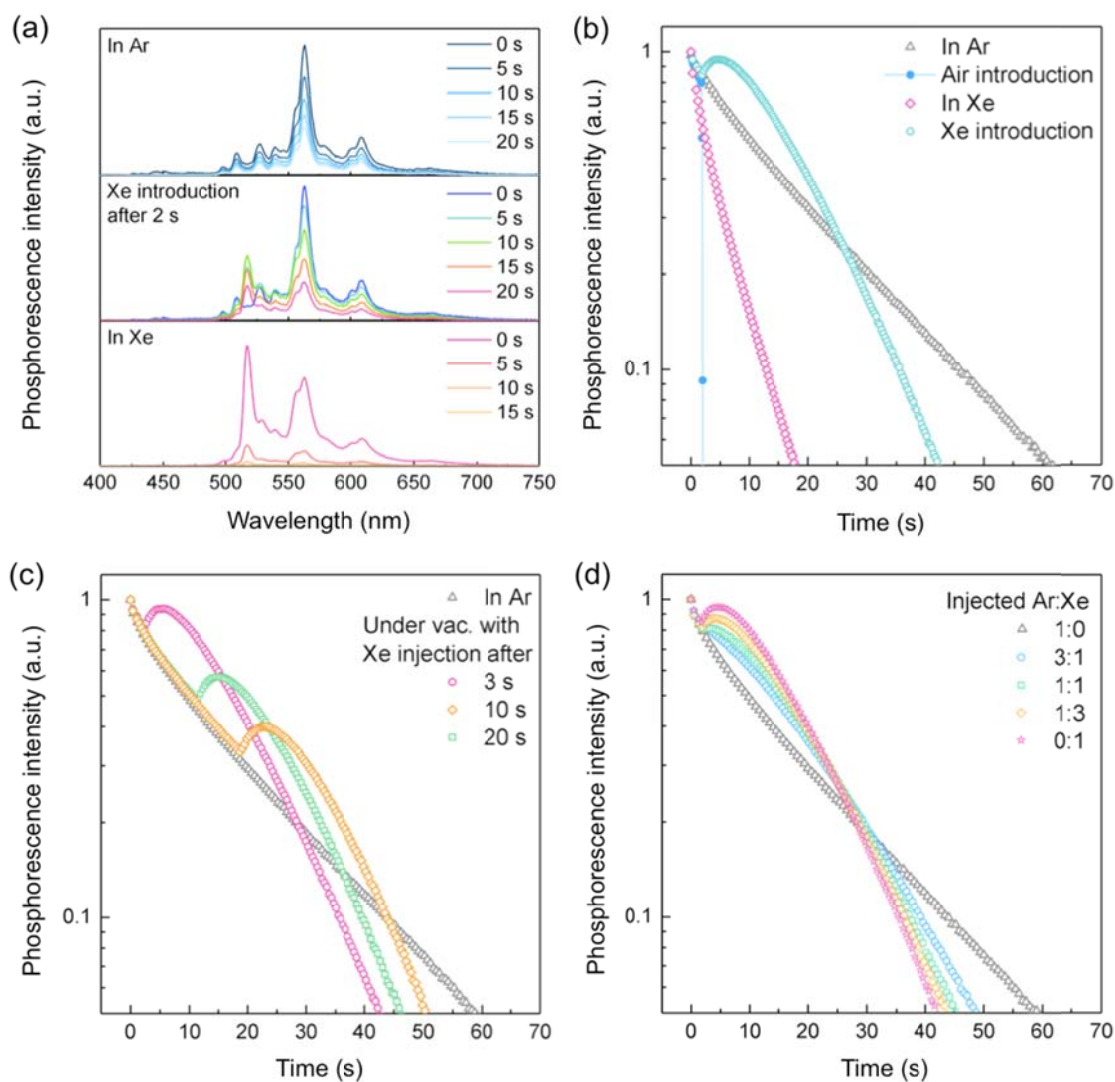 (a)
In Ar
0 s
5 s
10 s
15 s
20 s
Xe introduction
after 2 s
0 s
5 s
10 s
15 s
20 s
In Xe
0 s
5 s
10 s
15 s
Phosphorescence intensity (a.u.)
400 450 500 550 600 650 700 750
Wavelength (nm)
(b)
In Ar
Air introduction
In Xe
Xe introduction
Phosphorescence intensity (a.u.)
1
0.1
0 10 20 30 40 50 60 70
Time (s)
(c)
In Ar
Under vac. with
Xe injection after
3 s
10 s
20 s
Phosphorescence intensity (a.u.)
1
0.1
0 10 20 30 40 50 60 70
Time (s)
(d)
Injected Ar:Xe
1:0
3:1
1:1
1:3
0:1
Phosphorescence intensity (a.u.)
1
0.1
0 10 20 30 40 50 60 70
Time (s)